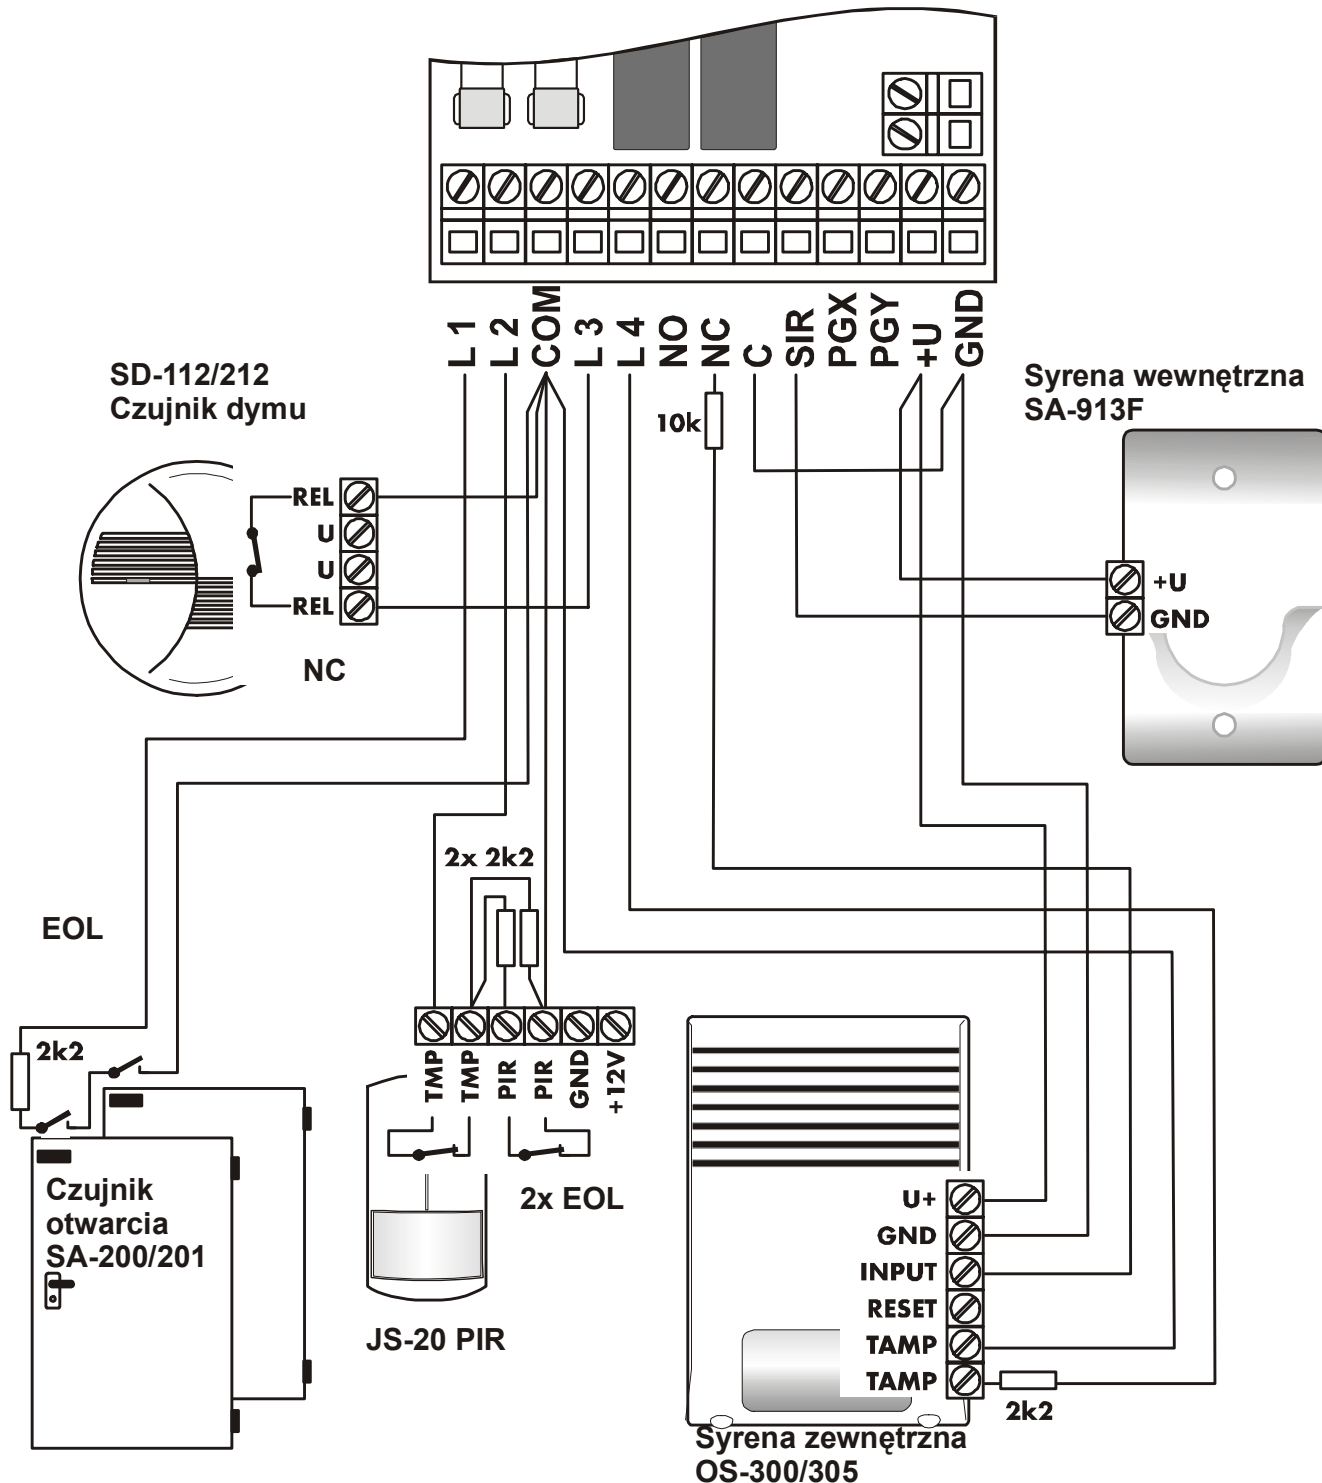 L 1
L 2
COM
L 3
L 4
NO
NC
C
SIR
PGX
PGY
+U
GND
SD-112/212
Czujnik dymu
Syrena wewnętrzna
SA-913F
10k
REL
U
U
REL
NC
+U
GND
2x 2k2
EOL
2k2
TMP
TMP
PIR
PIR
GND
+12V
Czujnik
otwarcia
SA-200/201
2x EOL
JS-20 PIR
U+
GND
INPUT
RESET
TAMP
TAMP
2k2
Syrena zewnętrzna
OS-300/305